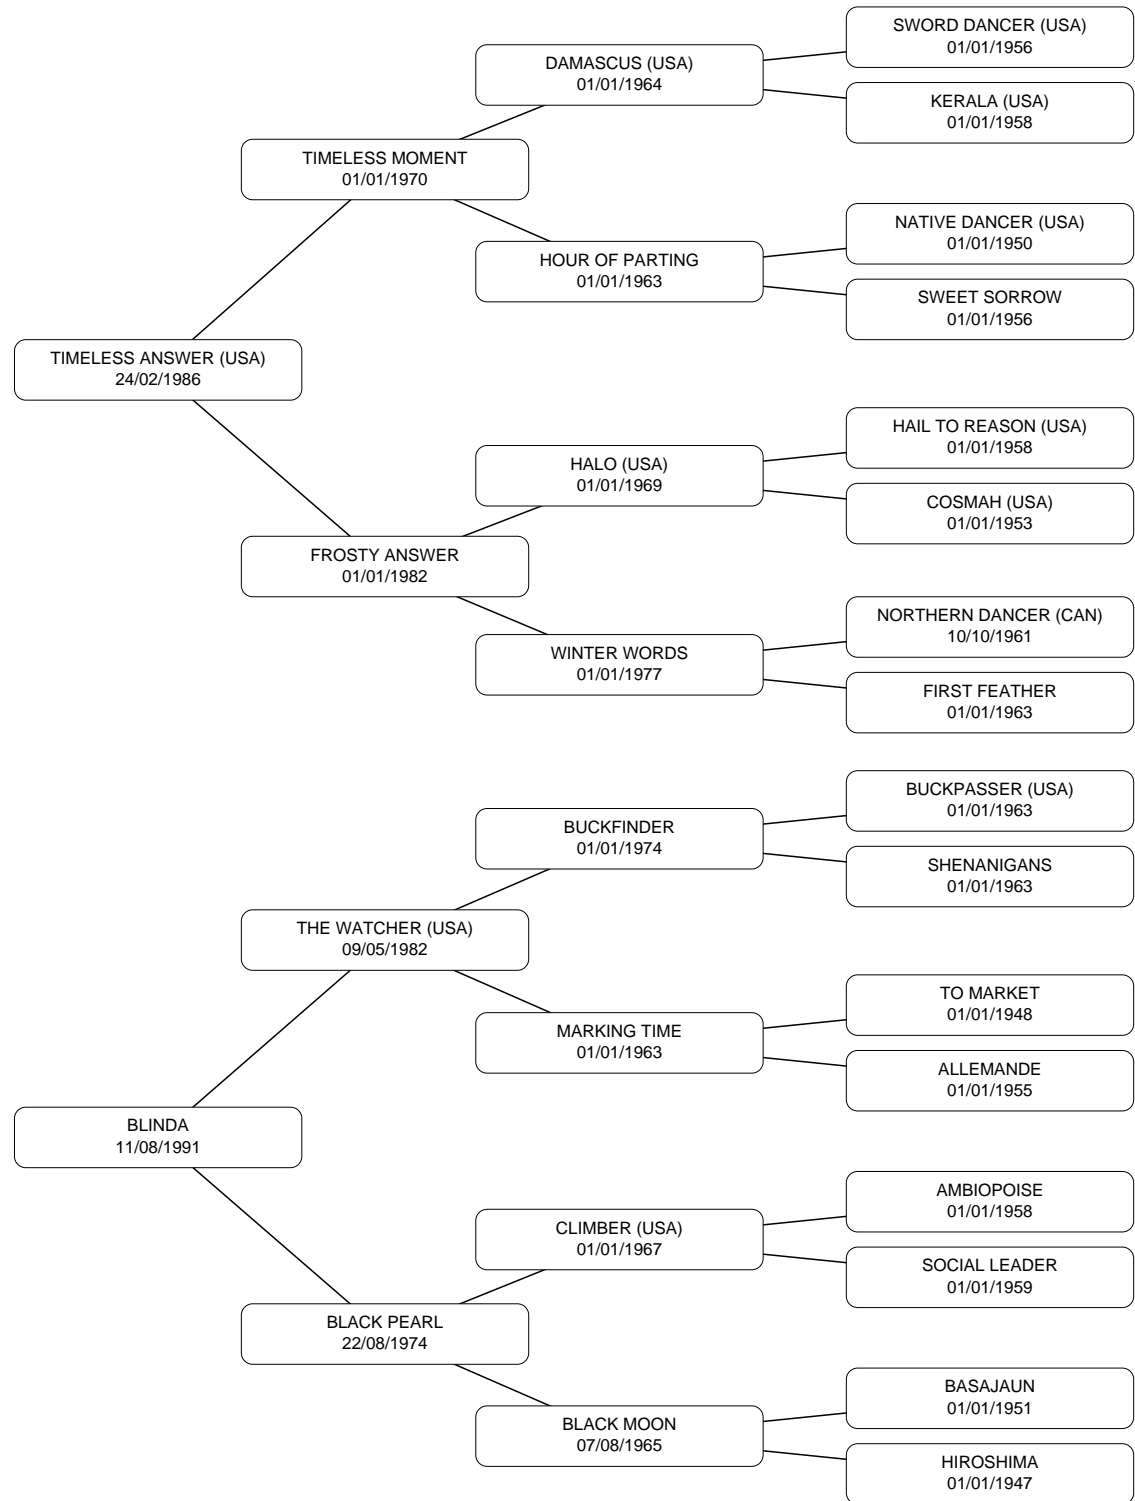 SWORD DANCER (USA)
01/01/1956
DAMASCUS (USA)
01/01/1964
KERALA (USA)
01/01/1958
TIMELESS MOMENT
01/01/1970
NATIVE DANCER (USA)
01/01/1950
HOUR OF PARTING
01/01/1963
SWEET SORROW
01/01/1956
TIMELESS ANSWER (USA)
24/02/1986
HAIL TO REASON (USA)
01/01/1958
HALO (USA)
01/01/1969
COSMAH (USA)
01/01/1953
FROSTY ANSWER
01/01/1982
NORTHERN DANCER (CAN)
10/10/1961
WINTER WORDS
01/01/1977
FIRST FEATHER
01/01/1963
BUCKPASSER (USA)
01/01/1963
BUCKFINDER
01/01/1974
SHENANIGANS
01/01/1963
THE WATCHER (USA)
09/05/1982
TO MARKET
01/01/1948
MARKING TIME
01/01/1963
ALLEMANDE
01/01/1955
BLINDA
11/08/1991
AMBIOPOISE
01/01/1958
CLIMBER (USA)
01/01/1967
SOCIAL LEADER
01/01/1959
BLACK PEARL
22/08/1974
BASAJAUN
01/01/1951
BLACK MOON
07/08/1965
HIROSHIMA
01/01/1947